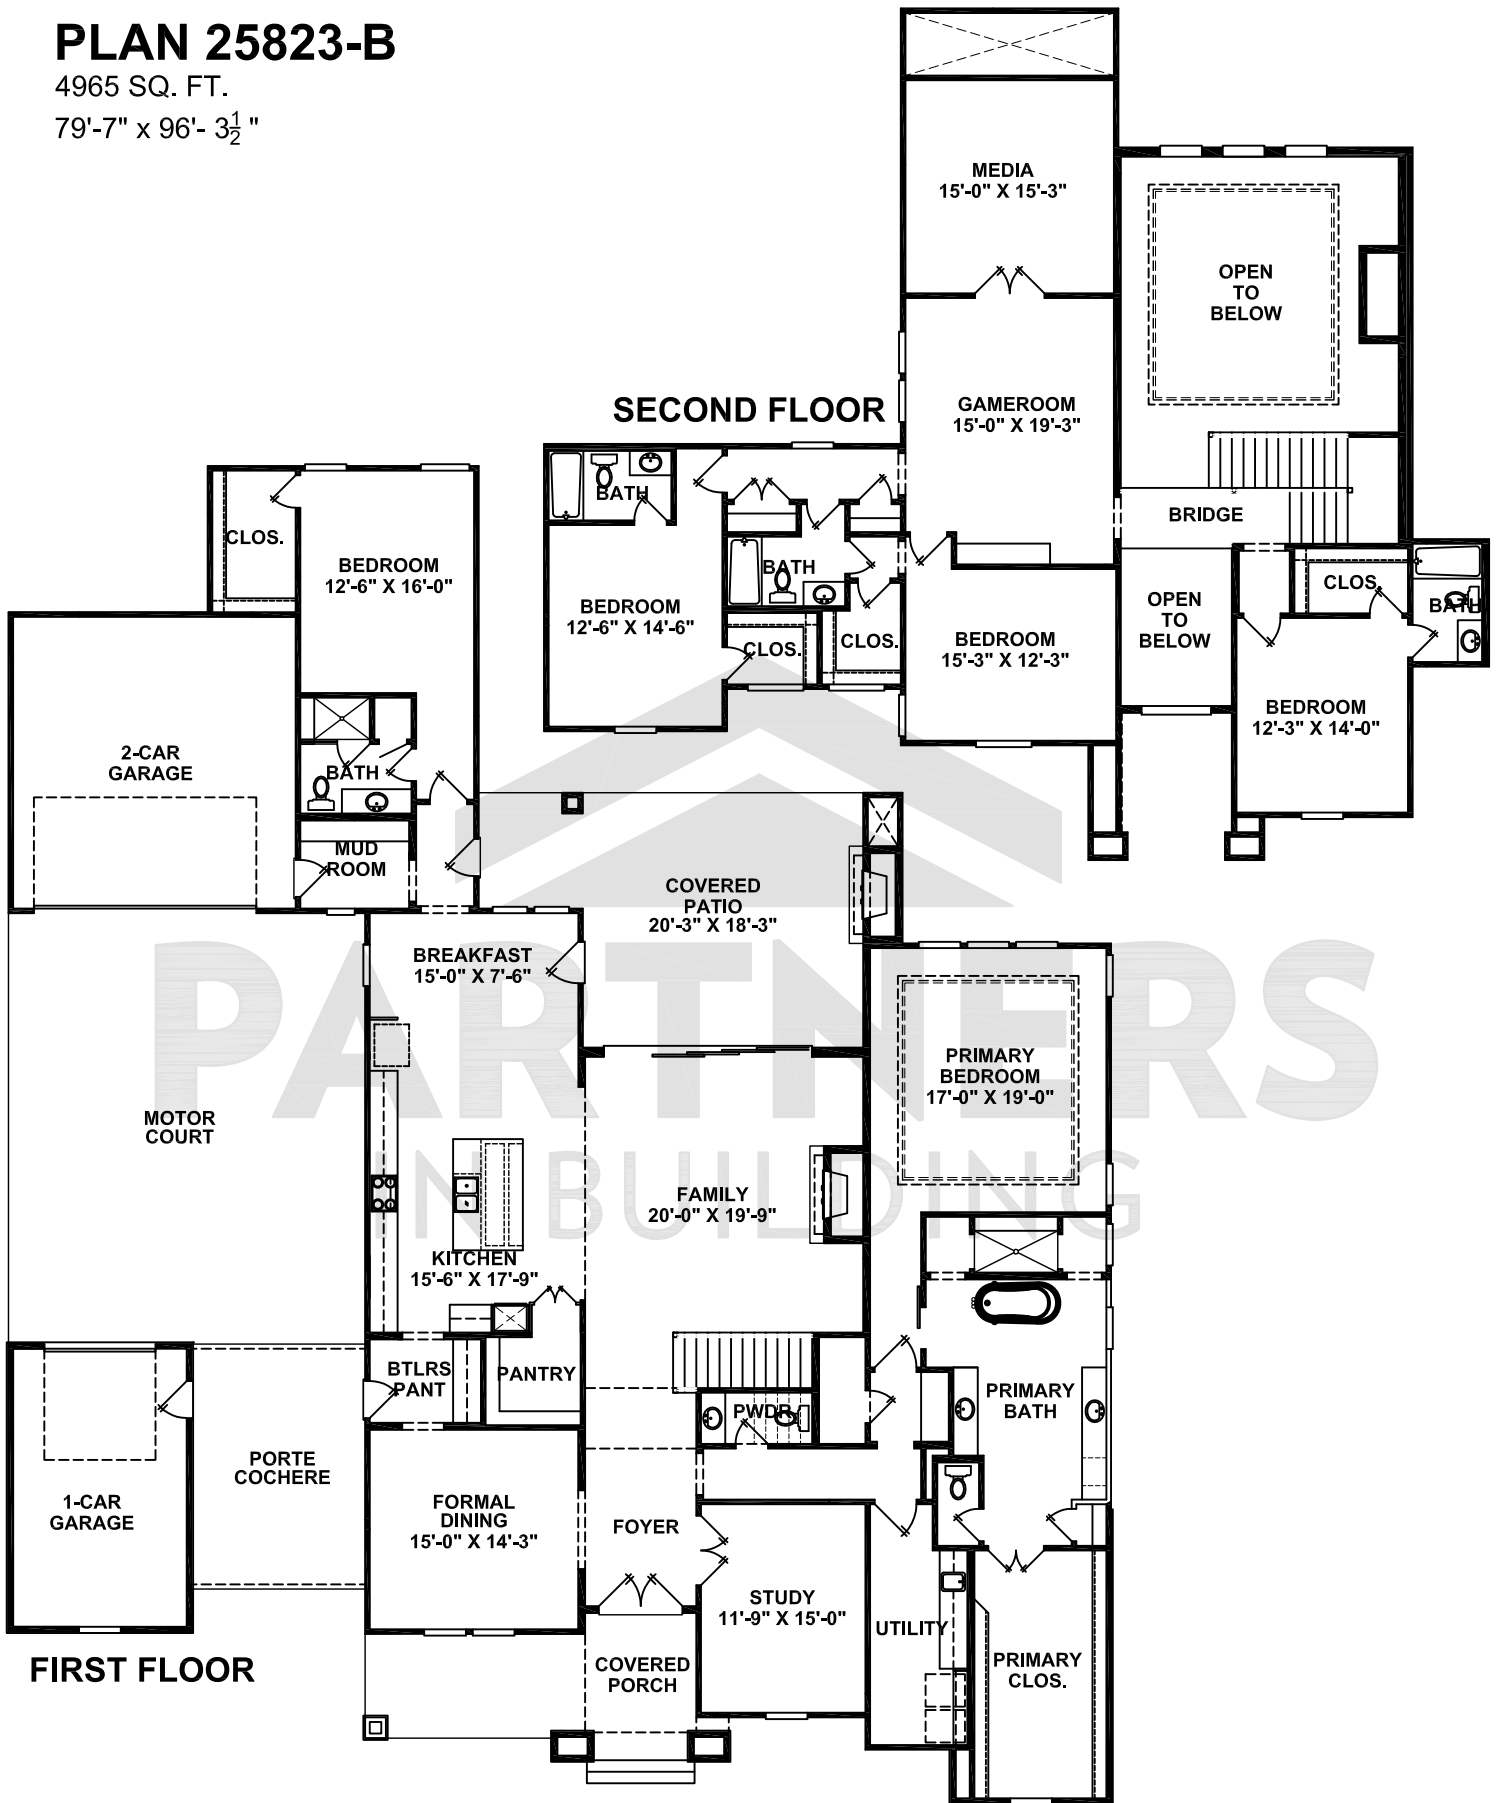 PLAN 25823-B
4965 SQ. FT.
79'-7" x 96'- 3½ "
SECOND FLOOR
MEDIA
15'-0" X 15'-3"
OPEN
TO
BELOW
GAMEROOM
15'-0" X 19'-3"
BATH
BRIDGE
BATH
BEDROOM
12'-6" X 14'-6"
CLOS.
CLOS.
BEDROOM
15'-3" X 12'-3"
OPEN
TO
BELOW
CLOS.
BATH
BEDROOM
12'-3" X 14'-0"
CLOS.
BEDROOM
12'-6" X 16'-0"
2-CAR
GARAGE
BATH
MUD
ROOM
COVERED
PATIO
20'-3" X 18'-3"
BREAKFAST
15'-0" X 7'-6"
PARTNERS
IN BUILDING
PRIMARY
BEDROOM
17'-0" X 19'-0"
MOTOR
COURT
FAMILY
20'-0" X 19'-9"
KITCHEN
15'-6" X 17'-9"
BTLRS
PANT
PANTRY
PWDR
PRIMARY
BATH
PORTE
COCHERE
1-CAR
GARAGE
FORMAL
DINING
15'-0" X 14'-3"
FOYER
STUDY
11'-9" X 15'-0"
UTILITY
COVERED
PORCH
PRIMARY
CLOS.
FIRST FLOOR